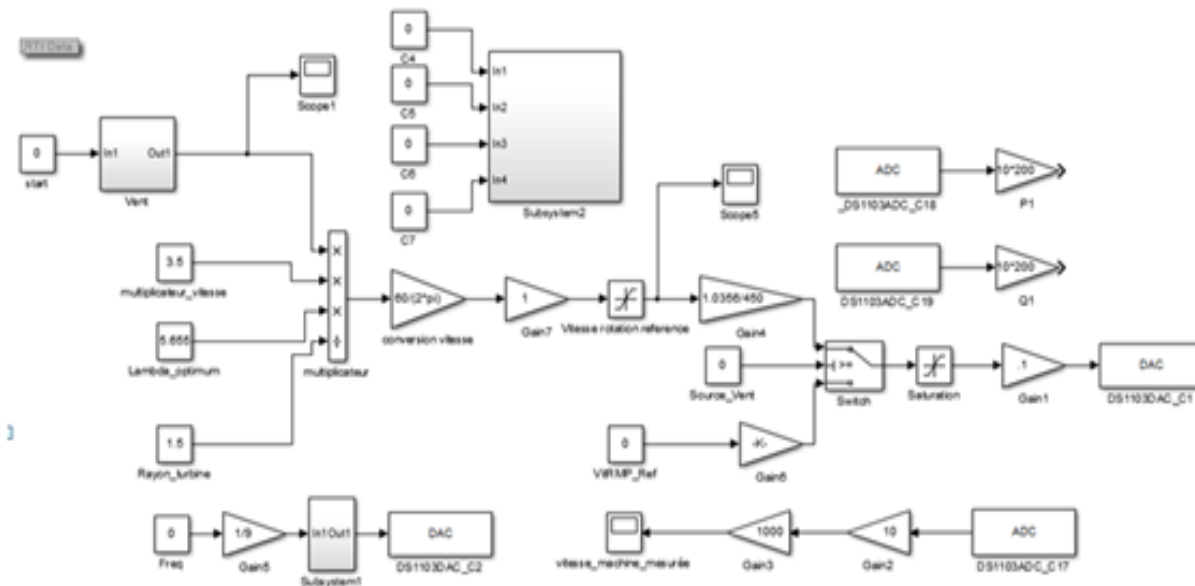 RTI Data
0
start
In1 Out1
Vent
Scope1
0
C4
0
C5
0
C6
0
C7
In1
In2
In3
In4
Subsystem2
3.5
multiplicateur_vitesse
5.655
Lambda_optimum
1.5
Rayon_turbine
×
×
×
÷
multiplicateur
60/(2*pi)
conversion vitesse
1
Gain7
Vitesse rotation reference
Scope5
1.0356/450
Gain4
0
Source_Vent
0
Gain6
-K-
Switch
Saturation
.1
Gain1
DAC
DS1103DAC_C1
ADC
_DS1103ADC_C18
10*200
P1
ADC
DS1103ADC_C19
10*200
Q1
0
Freq
1/9
Gain5
In1 Out1
Subsystem1
DAC
DS1103DAC_C2
vitesse_machine_mesurée
1000
Gain3
10
Gain2
ADC
DS1103ADC_C17